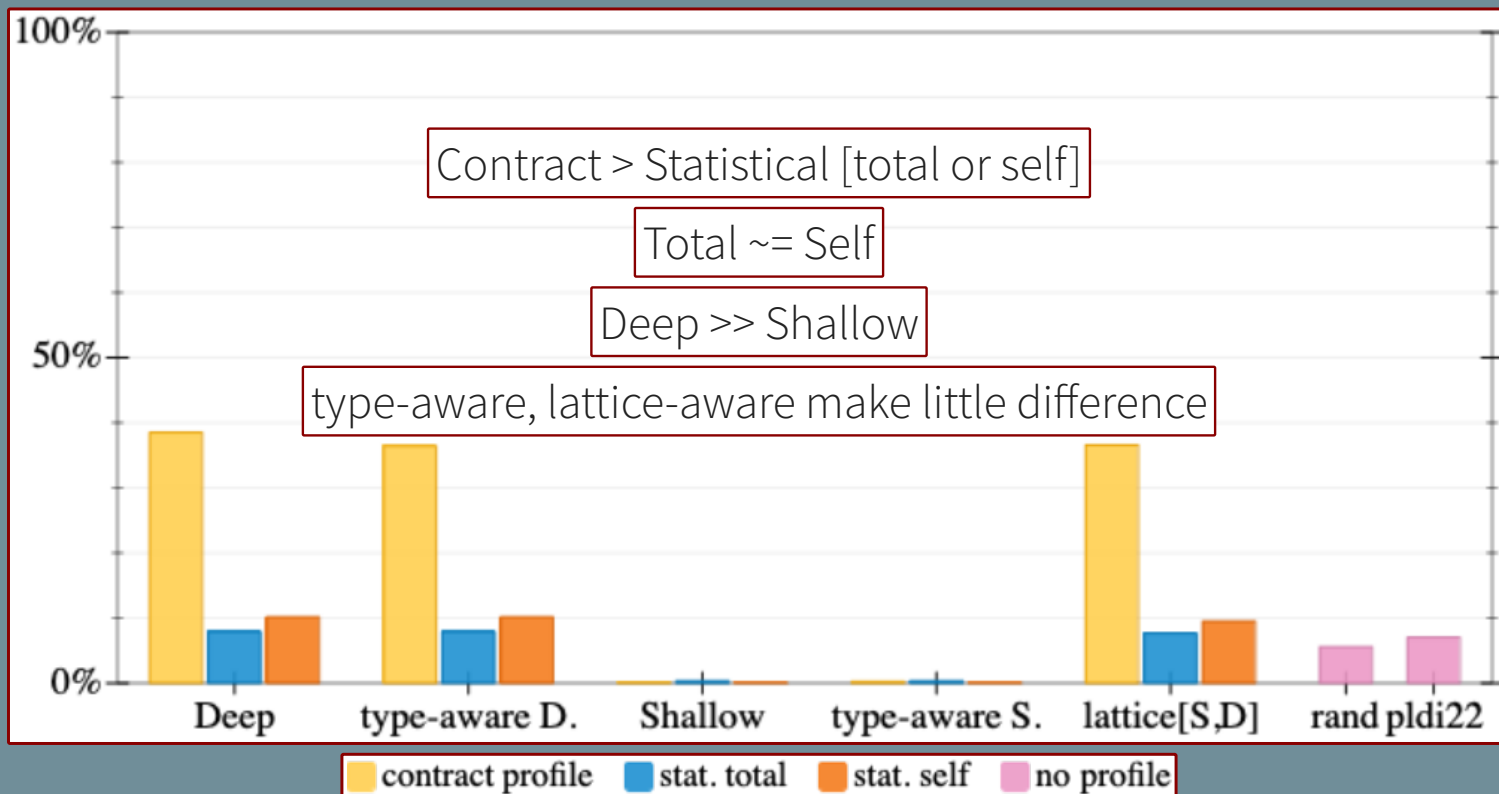 100%
Contract > Statistical [total or self]
Total ~= Self
Deep >> Shallow
50%
type-aware, lattice-aware make little difference
0%
Deep type-aware D. Shallow type-aware S. lattice[S,D] rand pldi22
contract profile stat. total stat. self no profile